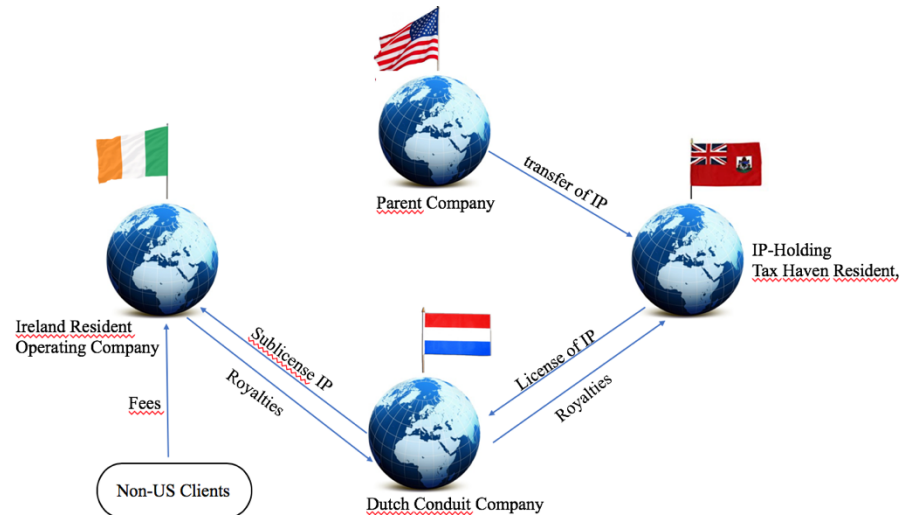 transfer of IP
Parent Company
IP-Holding
Tax Haven Resident,
Ireland Resident
Operating Company
Sublicense IP
License of IP
Royalties
Royalties
Fees
Non-US Clients
Dutch Conduit Company